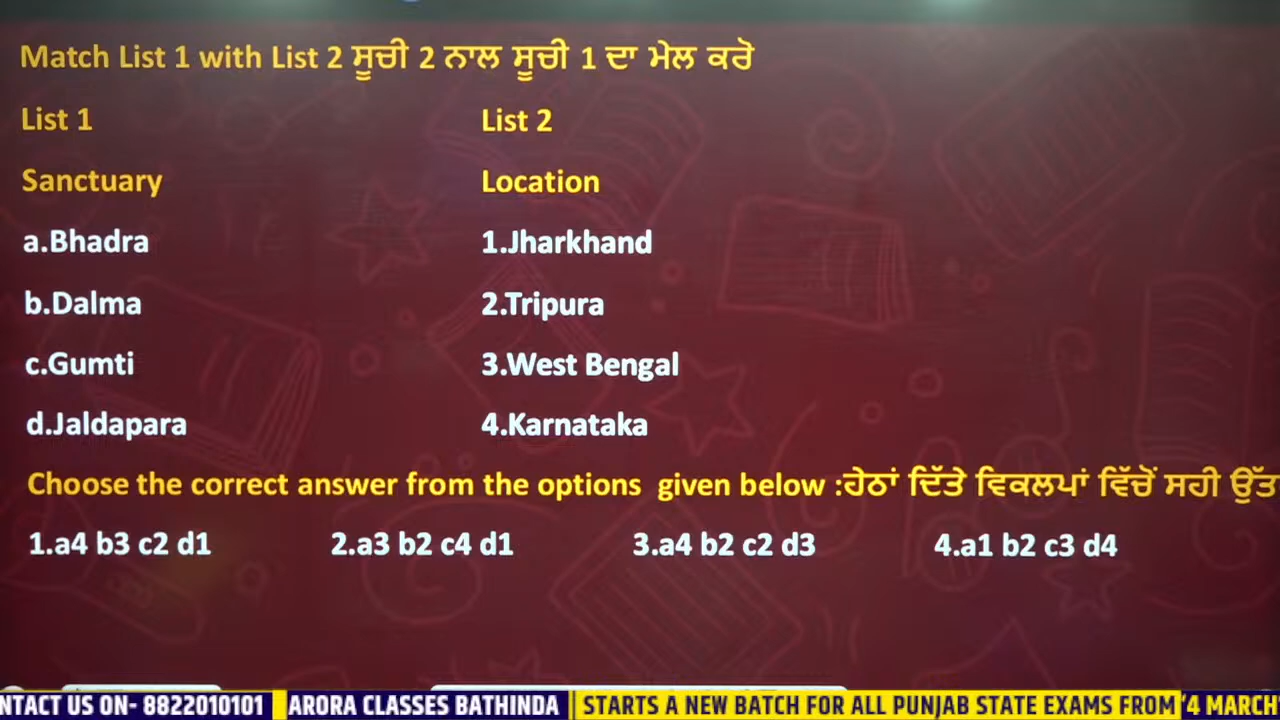 Match List 1 with List 2 ਸੂਚੀ 2 ਨਾਲ ਸੂਚੀ 1 ਦਾ ਮੇਲ ਕਰੋ
List 1 List 2
Sanctuary Location
a.Bhadra 1.Jharkhand
b.Dalma 2.Tripura
c.Gumti 3.West Bengal
d.Jaldapara 4.Karnataka
Choose the correct answer from the options given below :ਹੇਠਾਂ ਦਿੱਤੇ ਵਿਕਲਪਾਂ ਵਿੱਚੋਂ ਸਹੀ ਉੱਤ
1.a4 b3 c2 d1 2.a3 b2 c4 d1 3.a4 b2 c2 d3 4.a1 b2 c3 d4
NTACT US ON- 8822010101 ARORA CLASSES BATHINDA STARTS A NEW BATCH FOR ALL PUNJAB STATE EXAMS FROM '4 MARCH